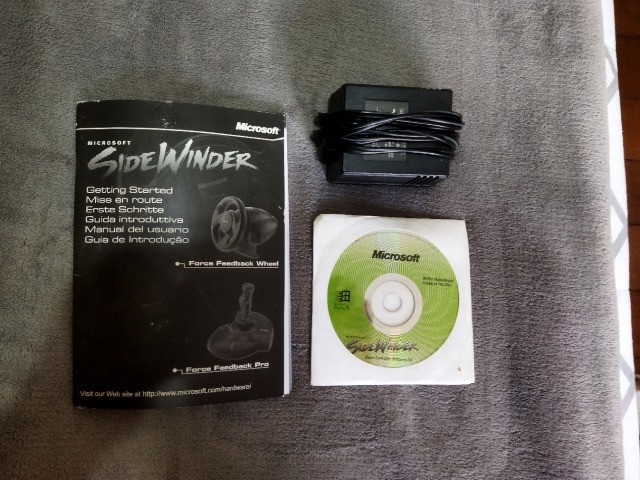 Microsoft
MICROSOFT
SIDEWINDER
Getting Started
Mise en route
Erste Schritte
Guida introduttiva
Manual del usuario
Guia de Introdução
Force Feedback Wheel
Force Feedback Pro
Visit our Web site at http://www.microsoft.com/hardware/
Microsoft
SIDEWINDER